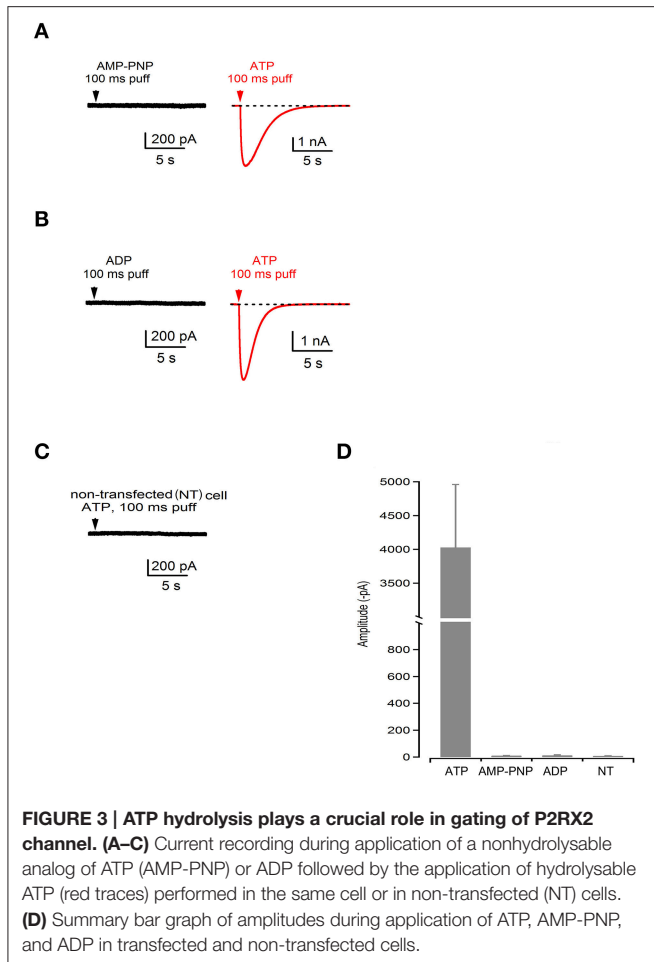 A
AMP-PNP
100 ms puff
ATP
100 ms puff
200 pA
5 s
1 nA
5 s
B
ADP
100 ms puff
ATP
100 ms puff
200 pA
5 s
1 nA
5 s
C
non-transfected (NT) cell
ATP, 100 ms puff
200 pA
5 s
D
Amplitude (-pA)
5000
4500
4000
3500
800
600
400
200
0
ATP AMP-PNP ADP NT
FIGURE 3 | ATP hydrolysis plays a crucial role in gating of P2RX2
channel. (A–C) Current recording during application of a nonhydrolysable
analog of ATP (AMP-PNP) or ADP followed by the application of hydrolysable
ATP (red traces) performed in the same cell or in non-transfected (NT) cells.
(D) Summary bar graph of amplitudes during application of ATP, AMP-PNP,
and ADP in transfected and non-transfected cells.